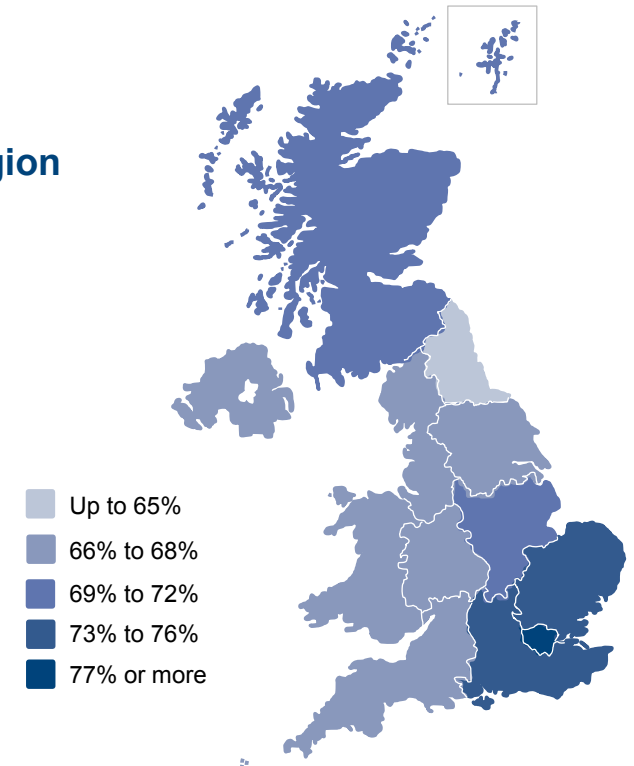 gion
Up to 65%
66% to 68%
69% to 72%
73% to 76%
77% or more